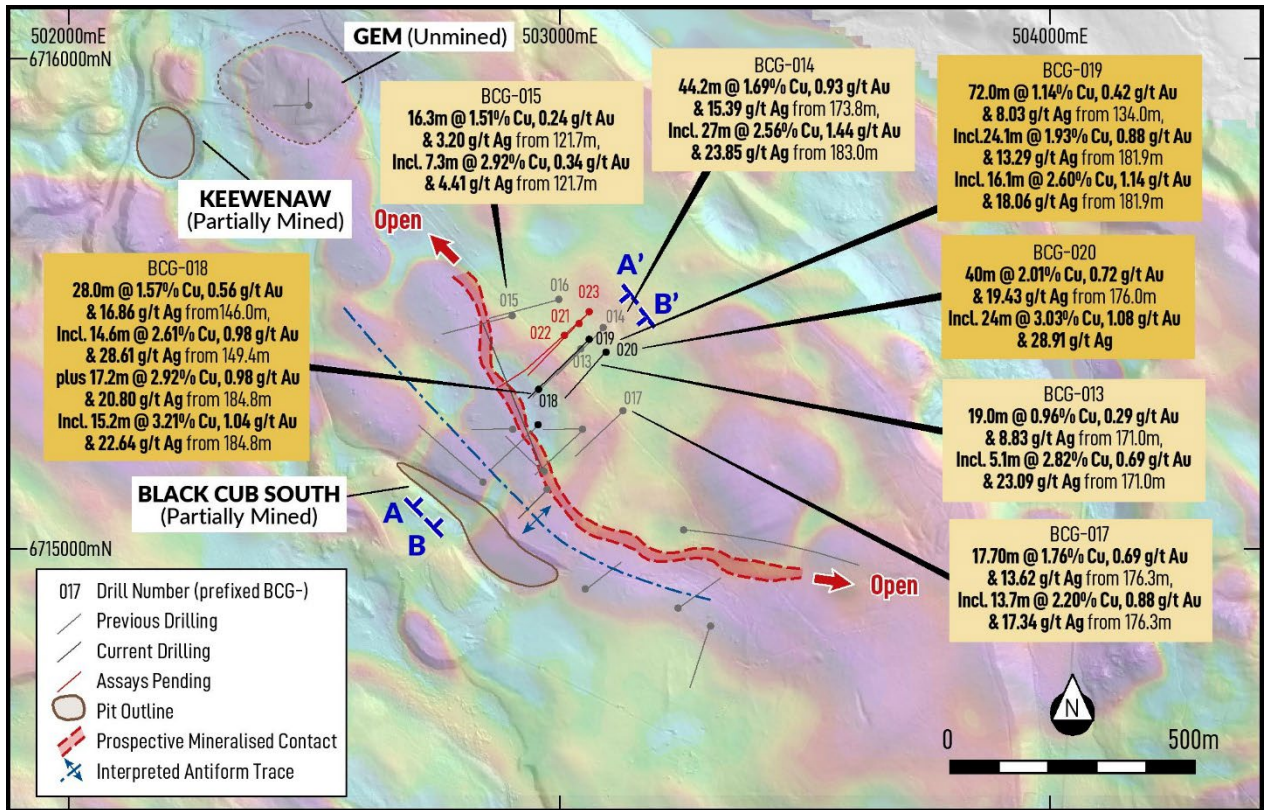 502000mE
503000mE
504000mE
6716000mN
GEM (Unmined)
KEEWENAW
(Partially Mined)
BCG-015
16.3m @ 1.51% Cu, 0.24 g/t Au
& 3.20 g/t Ag from 121.7m,
Incl. 7.3m @ 2.92% Cu, 0.34 g/t Au
& 4.41 g/t Ag from 121.7m
BCG-014
44.2m @ 1.69% Cu, 0.93 g/t Au
& 15.39 g/t Ag from 173.8m,
Incl. 27m @ 2.56% Cu, 1.44 g/t Au
& 23.85 g/t Ag from 183.0m
BCG-019
72.0m @ 1.14% Cu, 0.42 g/t Au
& 8.03 g/t Ag from 134.0m,
Incl.24.1m @ 1.93% Cu, 0.88 g/t Au
& 13.29 g/t Ag from 181.9m
Incl. 16.1m @ 2.60% Cu, 1.14 g/t Au
& 18.06 g/t Ag from 181.9m
Open
BCG-018
28.0m @ 1.57% Cu, 0.56 g/t Au
& 16.86 g/t Ag from146.0m,
Incl. 14.6m @ 2.61% Cu, 0.98 g/t Au
& 28.61 g/t Ag from 149.4m
plus 17.2m @ 2.92% Cu, 0.98 g/t Au
& 20.80 g/t Ag from 184.8m
Incl. 15.2m @ 3.21% Cu, 1.04 g/t Au
& 22.64 g/t Ag from 184.8m
A'
B'
015
016
023
021
022
014
019
013
020
018
017
BCG-020
40m @ 2.01% Cu, 0.72 g/t Au
& 19.43 g/t Ag from 176.0m
Incl. 24m @ 3.03% Cu, 1.08 g/t Au
& 28.91 g/t Ag
BCG-013
19.0m @ 0.96% Cu, 0.29 g/t Au
& 8.83 g/t Ag from 171.0m,
Incl. 5.1m @ 2.82% Cu, 0.69 g/t Au
& 23.09 g/t Ag from 171.0m
BCG-017
17.70m @ 1.76% Cu, 0.69 g/t Au
& 13.62 g/t Ag from 176.3m,
Incl. 13.7m @ 2.20% Cu, 0.88 g/t Au
& 17.34 g/t Ag from 176.3m
BLACK CUB SOUTH
(Partially Mined)
A
B
6715000mN
Open
017 Drill Number (prefixed BCG-)
Previous Drilling
Current Drilling
Assays Pending
Pit Outline
Prospective Mineralised Contact
Interpreted Antiform Trace
N
0 500m